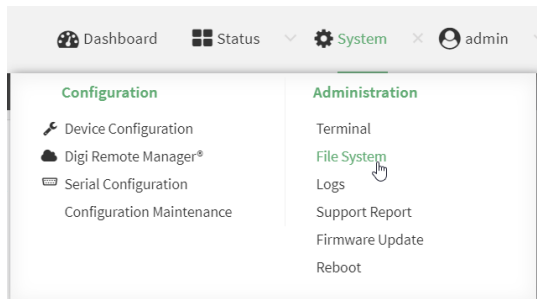 Dashboard Status System admin
Configuration Administration
Device Configuration Terminal
Digi Remote Manager® File System
Serial Configuration Logs
Configuration Maintenance Support Report
Firmware Update
Reboot